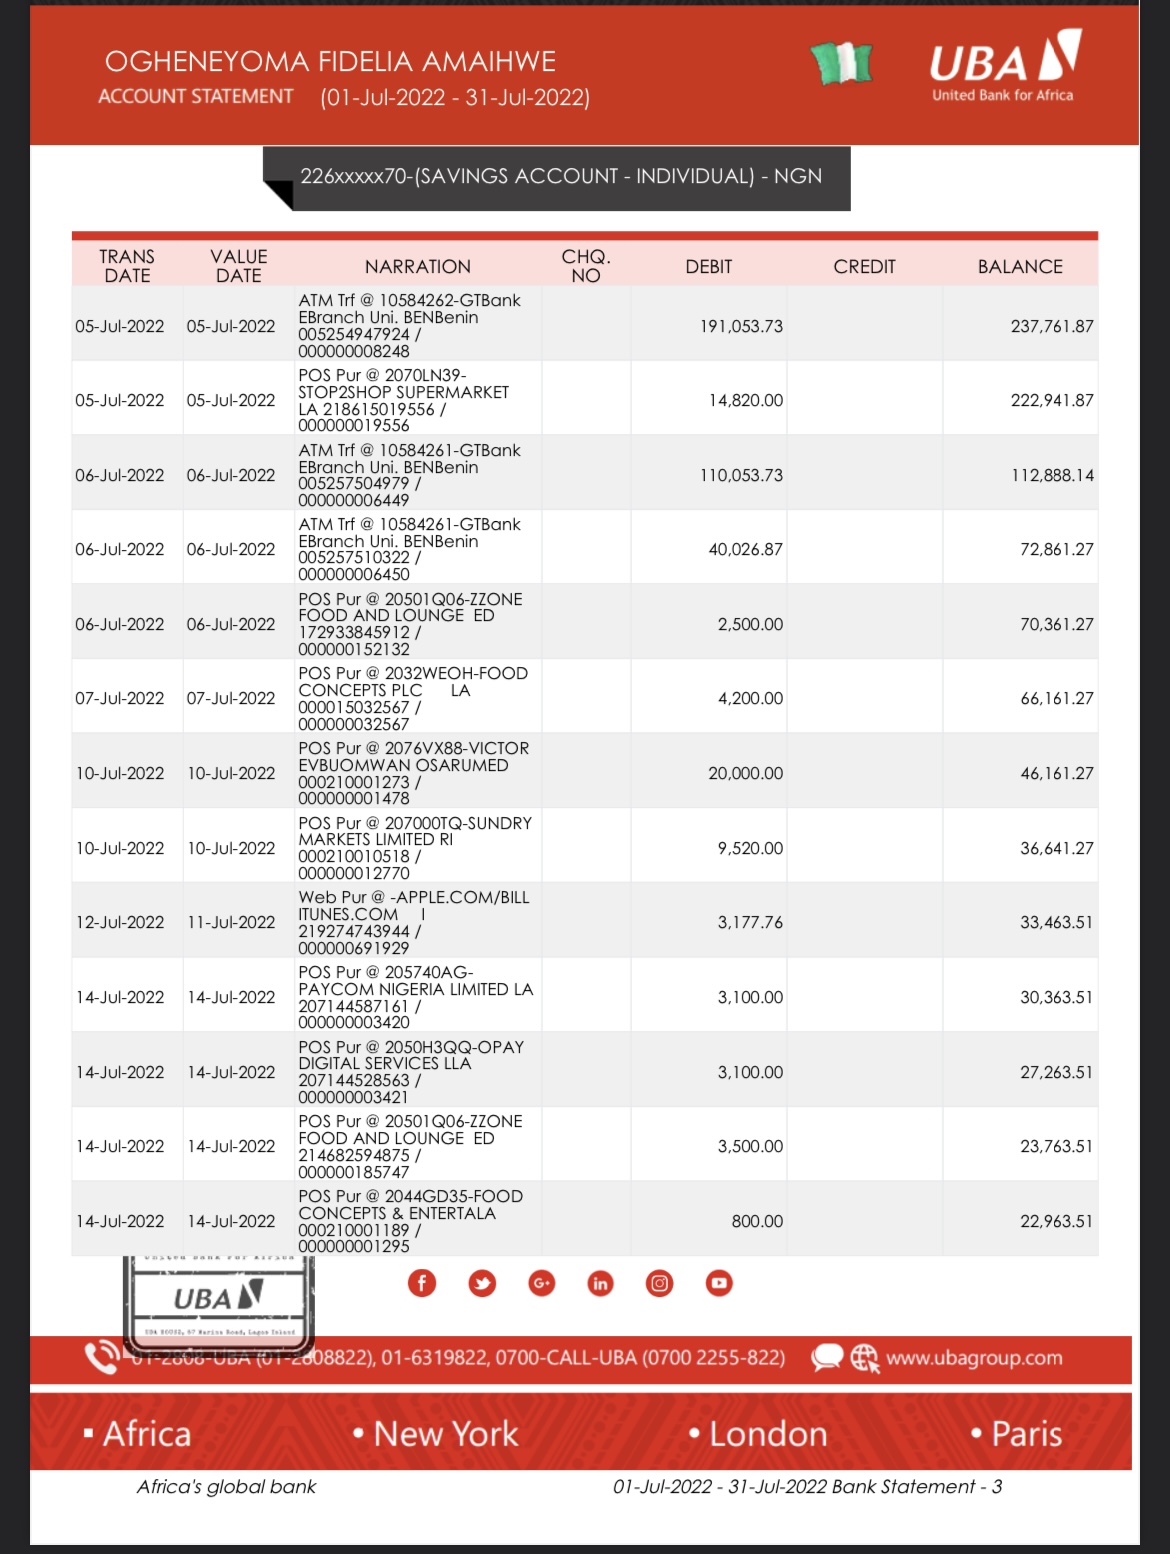 OGHENEYOMA FIDELIA AMAIHWE
ACCOUNT STATEMENT (01-Jul-2022 - 31-Jul-2022)
UBA
United Bank for Africa
226xxxxx70-(SAVINGS ACCOUNT - INDIVIDUAL) - NGN
TRANS DATE VALUE DATE NARRATION CHQ. NO DEBIT CREDIT BALANCE
ATM Trf @ 10584262-GTBank
EBranch Uni. BENBenin
05-Jul-2022 05-Jul-2022 005254947924 / 191,053.73 237,761.87
000000008248
POS Pur @ 2070LN39-
STOP2SHOP SUPERMARKET
05-Jul-2022 05-Jul-2022 LA 218615019556 / 14,820.00 222,941.87
000000019556
ATM Trf @ 10584261-GTBank
EBranch Uni. BENBenin
06-Jul-2022 06-Jul-2022 005257504979 / 110,053.73 112,888.14
000000006449
ATM Trf @ 10584261-GTBank
EBranch Uni. BENBenin
06-Jul-2022 06-Jul-2022 005257510322 / 40,026.87 72,861.27
000000006450
POS Pur @ 20501Q06-ZZONE
FOOD AND LOUNGE ED
06-Jul-2022 06-Jul-2022 172933845912 / 2,500.00 70,361.27
000000152132
POS Pur @ 2032WEOH-FOOD
CONCEPTS PLC LA
07-Jul-2022 07-Jul-2022 000015032567 / 4,200.00 66,161.27
000000032567
POS Pur @ 2076VX88-VICTOR
EVBUOMWAN OSARUMED
10-Jul-2022 10-Jul-2022 000210001273 / 20,000.00 46,161.27
000000001478
POS Pur @ 207000TQ-SUNDRY
MARKETS LIMITED RI
10-Jul-2022 10-Jul-2022 000210010518 / 9,520.00 36,641.27
000000012770
Web Pur @ -APPLE.COM/BILL
ITUNES.COM I
12-Jul-2022 11-Jul-2022 219274743944 / 3,177.76 33,463.51
000000691929
POS Pur @ 205740AG-
PAYCOM NIGERIA LIMITED LA
14-Jul-2022 14-Jul-2022 207144587161 / 3,100.00 30,363.51
000000003420
POS Pur @ 2050H3QQ-OPAY
DIGITAL SERVICES LLA
14-Jul-2022 14-Jul-2022 207144528563 / 3,100.00 27,263.51
000000003421
POS Pur @ 20501Q06-ZZONE
FOOD AND LOUNGE ED
14-Jul-2022 14-Jul-2022 214682594875 / 3,500.00 23,763.51
000000185747
POS Pur @ 2044GD35-FOOD
CONCEPTS & ENTERTALA
14-Jul-2022 14-Jul-2022 000210001189 / 800.00 22,963.51
000000001295
United Bank For Africa
UBA
UBA HOUSE, 57 Marina Road, Lagos Island
01-2808-UBA (01-2808822), 01-6319822, 0700-CALL-UBA (0700 2255-822) www.ubagroup.com
▪ Africa • New York • London • Paris
Africa's global bank 01-Jul-2022 - 31-Jul-2022 Bank Statement - 3